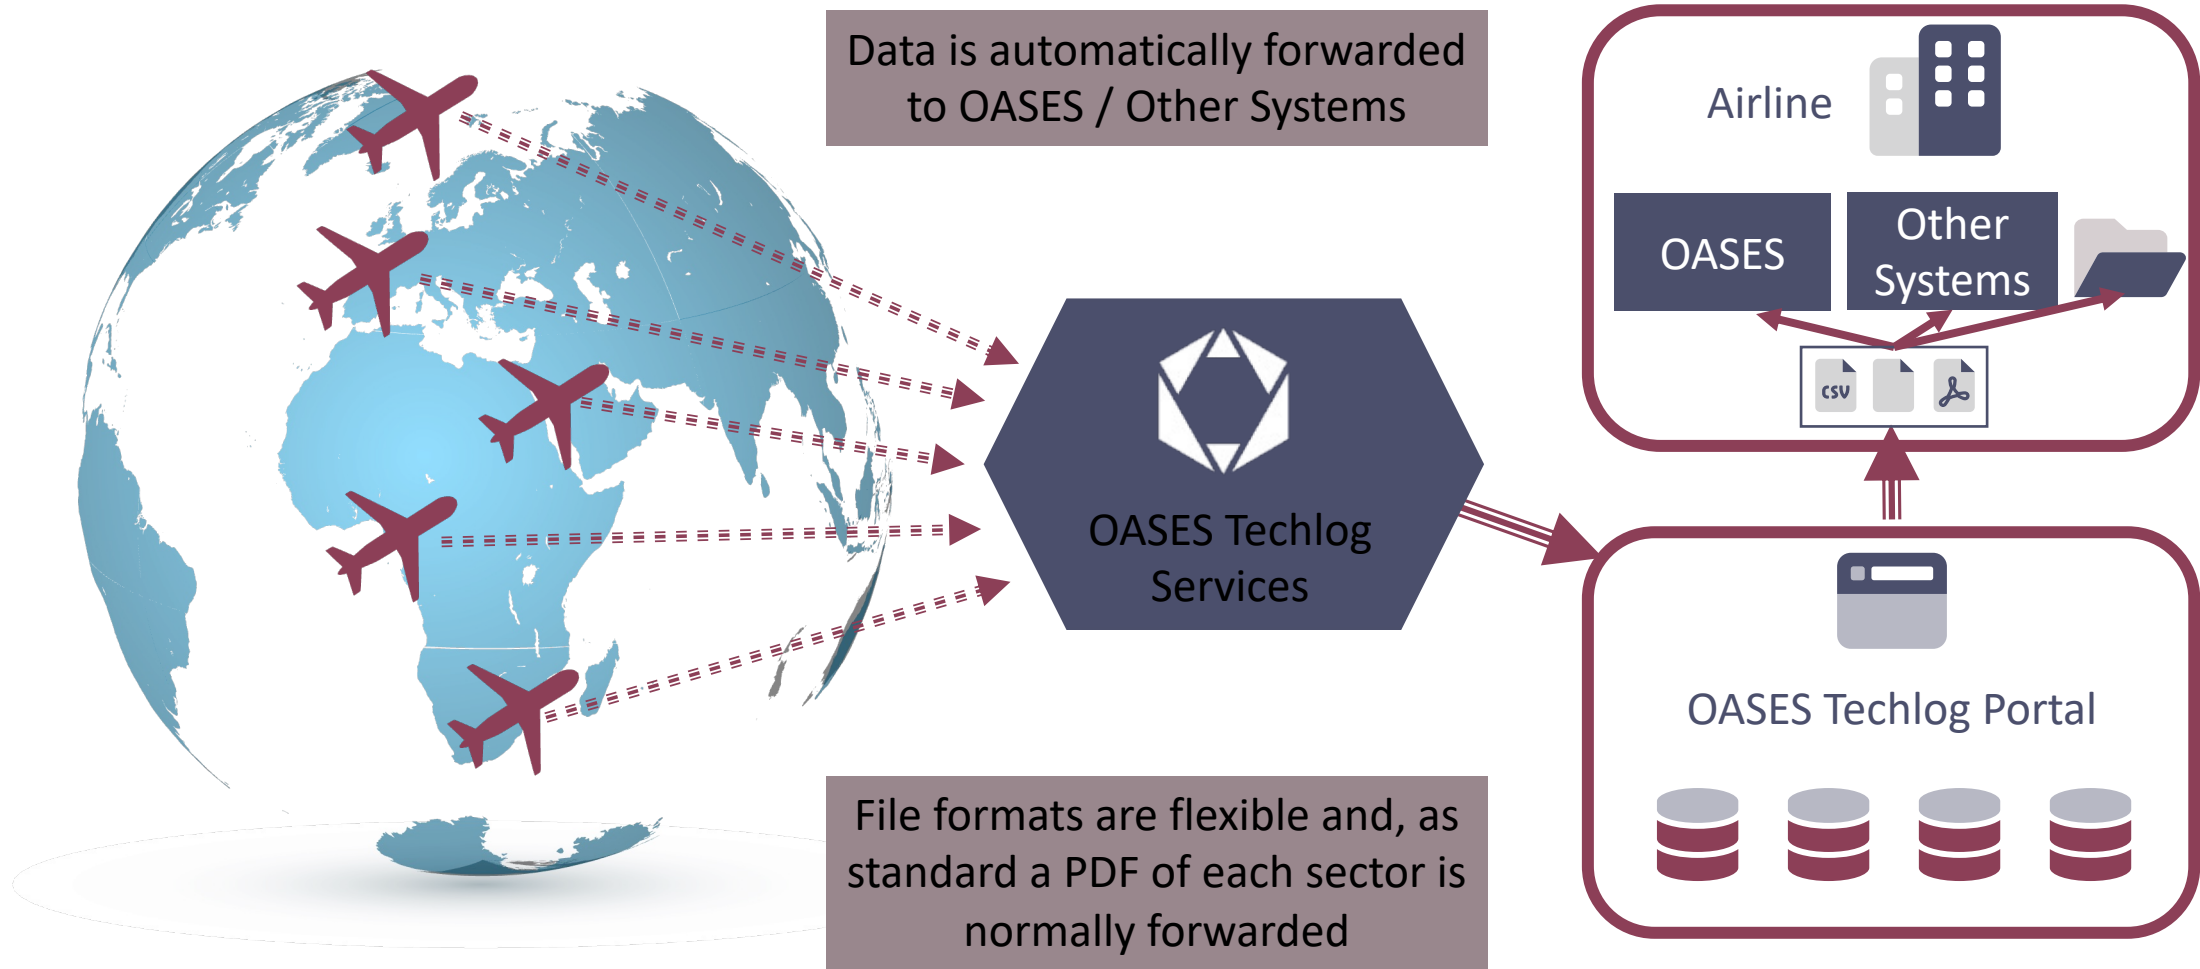 Data is automatically forwarded
to OASES / Other Systems
Airline
OASES
Other
Systems
CSV
OASES Techlog
Services
OASES Techlog Portal
File formats are flexible and, as
standard a PDF of each sector is
normally forwarded